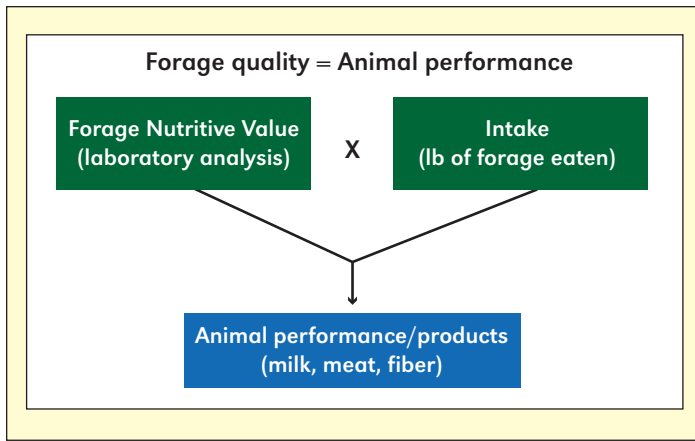 Forage quality = Animal performance
Forage Nutritive Value
(laboratory analysis)
X
Intake
(lb of forage eaten)
Animal performance/products
(milk, meat, fiber)